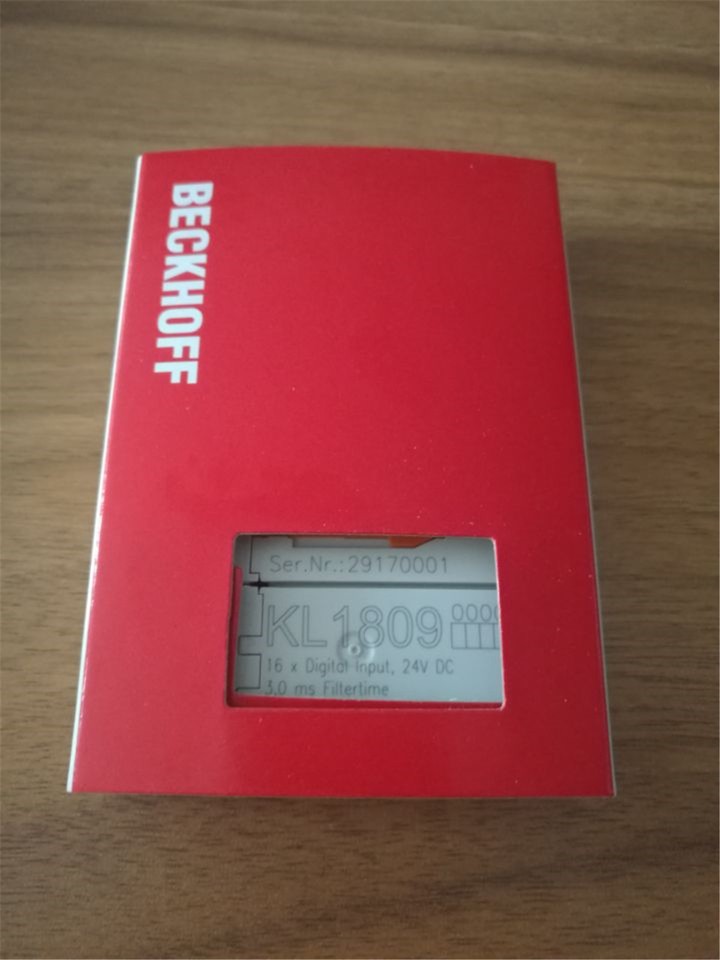 BECKHOFF
Ser.Nr.:29170001
KL1809
16 x Digital Input, 24V DC
3,0 ms Filtertime